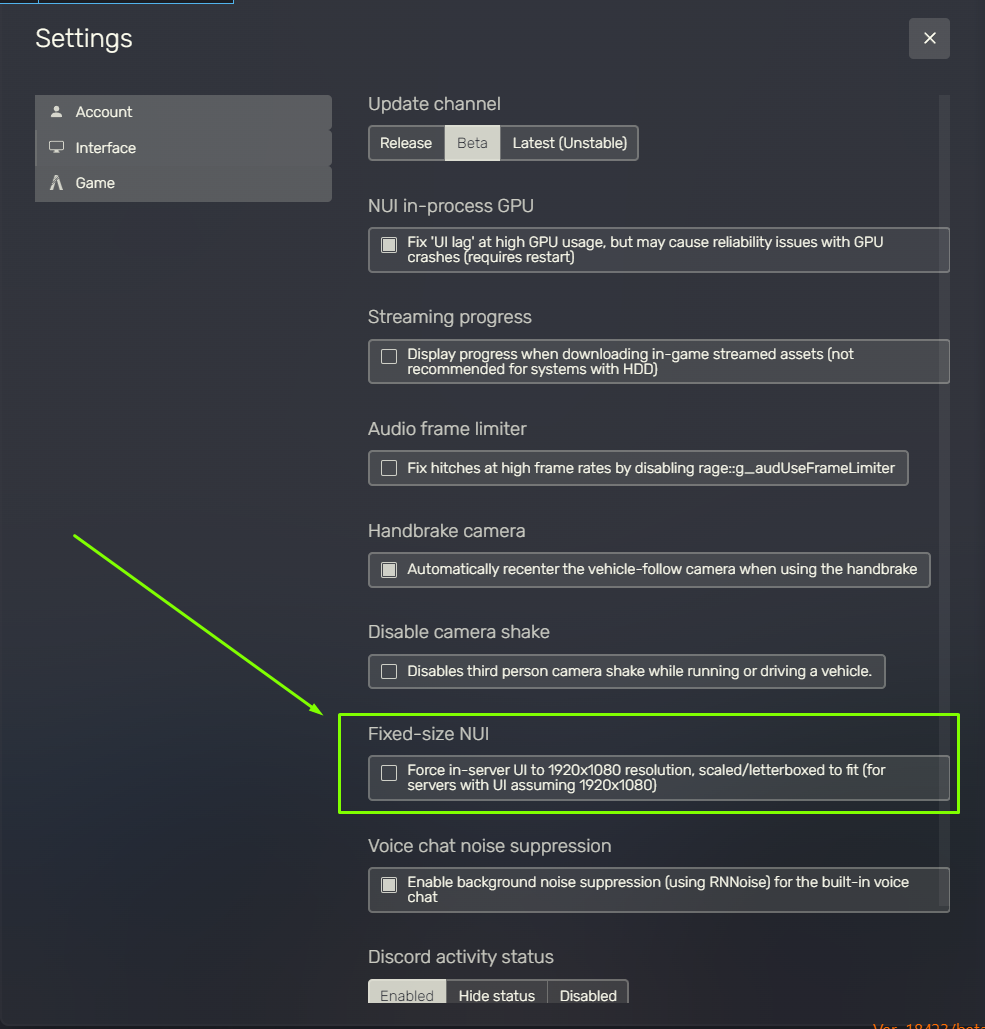 Settings
Account
Interface
Game
Update channel
Release Beta Latest (Unstable)
NUI in-process GPU
Fix 'UI lag' at high GPU usage, but may cause reliability issues with GPU
crashes (requires restart)
Streaming progress
Display progress when downloading in-game streamed assets (not
recommended for systems with HDD)
Audio frame limiter
Fix hitches at high frame rates by disabling rage::g_audUseFrameLimiter
Handbrake camera
Automatically recenter the vehicle-follow camera when using the handbrake
Disable camera shake
Disables third person camera shake while running or driving a vehicle.
Fixed-size NUI
Force in-server UI to 1920x1080 resolution, scaled/letterboxed to fit (for
servers with UI assuming 1920x1080)
Voice chat noise suppression
Enable background noise suppression (using RNNoise) for the built-in voice
chat
Discord activity status
Enabled Hide status Disabled